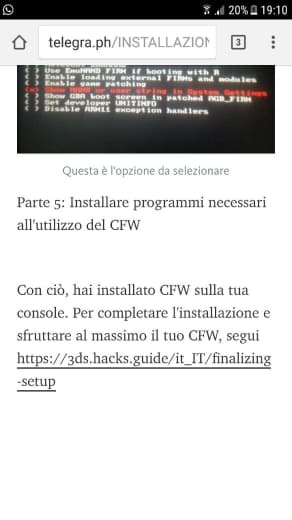 20% 19:10
telegra.ph/INSTALLAZION
3
( ) Use EmuNAND FIRM if booting with R
( ) Enable loading external FIRMs and modules
( ) Enable game patching
(x) Show NAND or user string in System Settings
( ) Show GBA boot screen in patched AGB_FIRM
( ) Set developer UNITINFO
( ) Disable ARM11 exception handlers
Questa è l'opzione da selezionare
Parte 5: Installare programmi necessari
all'utilizzo del CFW
Con ciò, hai installato CFW sulla tua
console. Per completare l'installazione e
sfruttare al massimo il tuo CFW, segui
https://3ds.hacks.guide/it_IT/finalizing
-setup